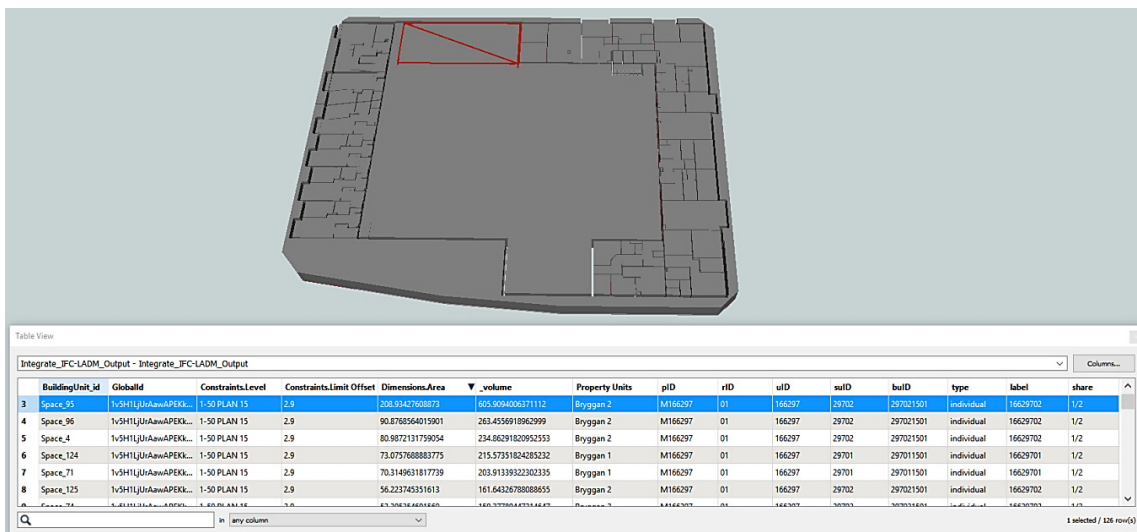 Table View
Integrate_IFC-LADM_Output - Integrate_IFC-LADM_Output Columns...
BuildingUnit_id GlobalId Constraints.Level Constraints.Limit Offset Dimensions.Area _volume Property Units pID rID uID suID buID type label share
3 Space_95 1v5H1LjUrAawAPEKk... 1-50 PLAN 15 2.9 208.93427608873 605.9094006371112 Bryggan 2 M166297 01 166297 29702 297021501 individual 16629702 1/2
4 Space_96 1v5H1LjUrAawAPEKk... 1-50 PLAN 15 2.9 90.8768564015901 263.4556918962999 Bryggan 2 M166297 01 166297 29702 297021501 individual 16629702 1/2
5 Space_4 1v5H1LjUrAawAPEKk... 1-50 PLAN 15 2.9 80.9872131759054 234.86291820952553 Bryggan 2 M166297 01 166297 29702 297021501 individual 16629702 1/2
6 Space_124 1v5H1LjUrAawAPEKk... 1-50 PLAN 15 2.9 73.0757688883775 215.57351824285232 Bryggan 1 M166297 01 166297 29701 297011501 individual 16629701 1/2
7 Space_71 1v5H1LjUrAawAPEKk... 1-50 PLAN 15 2.9 70.3149631817739 203.91339322302335 Bryggan 1 M166297 01 166297 29701 297011501 individual 16629701 1/2
8 Space_125 1v5H1LjUrAawAPEKk... 1-50 PLAN 15 2.9 56.223745351613 161.64326788088655 Bryggan 2 M166297 01 166297 29702 297021501 individual 16629702 1/2
in any column 1 selected / 126 row(s)